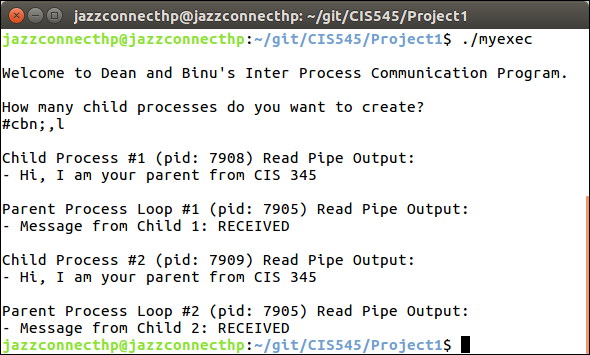 jazzconnecthp@jazzconnecthp: ~/git/CIS545/Project1
jazzconnecthp@jazzconnecthp:~/git/CIS545/Project1$ ./myexec
Welcome to Dean and Binu's Inter Process Communication Program.
How many child processes do you want to create?
#cbn;,l
Child Process #1 (pid: 7908) Read Pipe Output:
- Hi, I am your parent from CIS 345
Parent Process Loop #1 (pid: 7905) Read Pipe Output:
- Message from Child 1: RECEIVED
Child Process #2 (pid: 7909) Read Pipe Output:
- Hi, I am your parent from CIS 345
Parent Process Loop #2 (pid: 7905) Read Pipe Output:
- Message from Child 2: RECEIVED
jazzconnecthp@jazzconnecthp:~/git/CIS545/Project1$